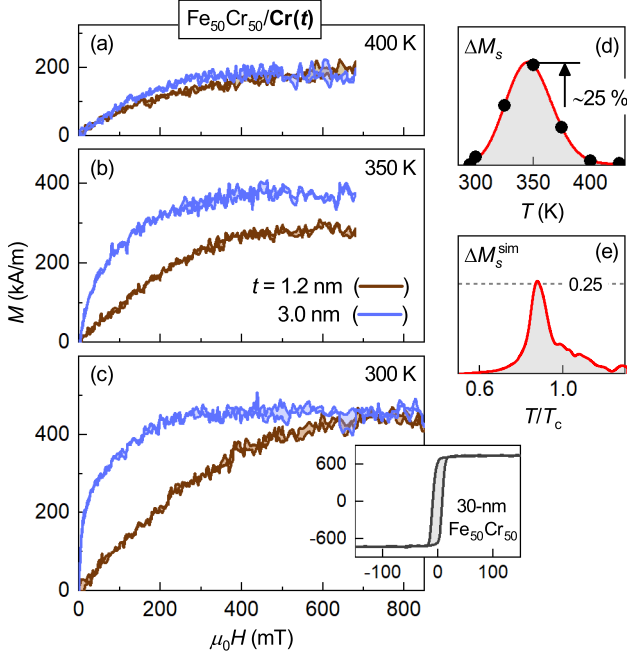 Fe₅₀Cr₅₀/Cr(t)
(a)
400 K
200
0
(b)
350 K
400
200
0
t = 1.2 nm ( )
3.0 nm ( )
M (kA/m)
(c)
300 K
400
200
0
0 200 400 600 800
μ₀H (mT)
600
0
-600
30-nm
Fe₅₀Cr₅₀
-100 0 100
ΔMₛ
(d)
~25 %
300 350 400
T (K)
ΔMₛˢⁱᵐ
(e)
0.25
0.6 1.0
T/T꜀